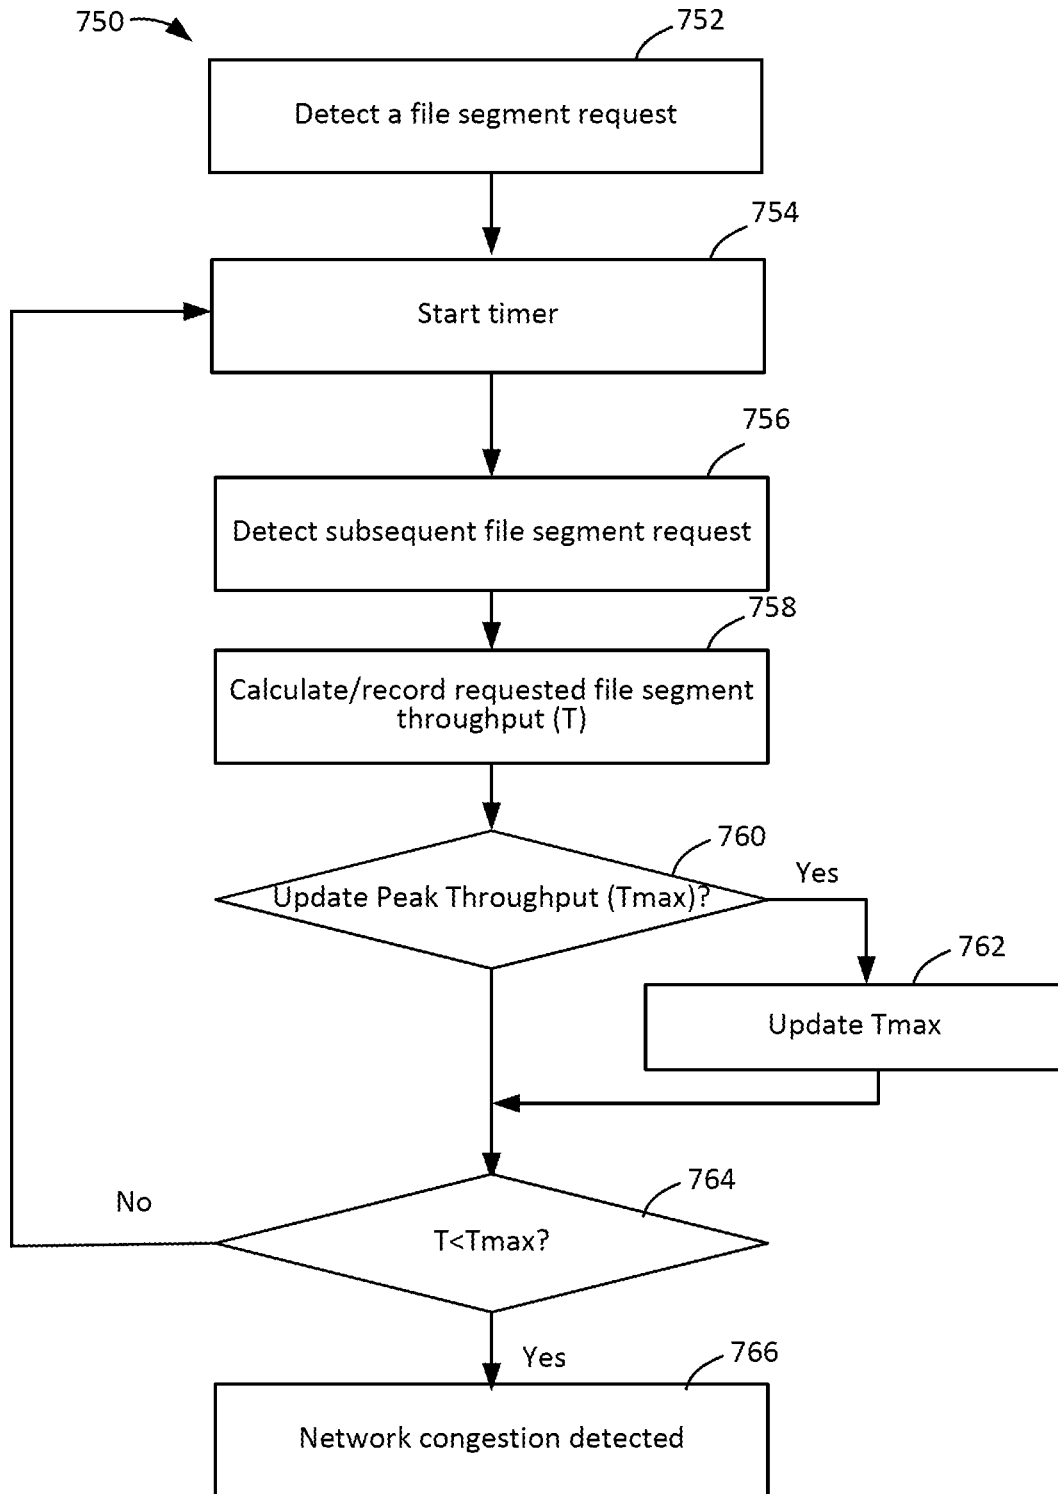 750
752
Detect a file segment request
754
Start timer
756
Detect subsequent file segment request
758
Calculate/record requested file segment
throughput (T)
760
Update Peak Throughput (Tmax)?
Yes
762
Update Tmax
764
No
T<Tmax?
Yes
766
Network congestion detected